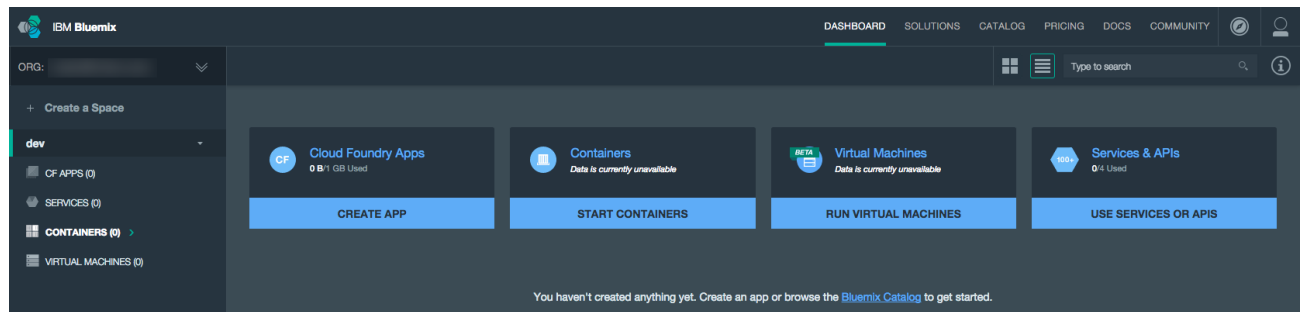 IBM Bluemix
DASHBOARD SOLUTIONS CATALOG PRICING DOCS COMMUNITY
ORG:
Type to search
+ Create a Space
dev
CF APPS (0)
SERVICES (0)
CONTAINERS (0) >
VIRTUAL MACHINES (0)
CF
Cloud Foundry Apps
0 B/1 GB Used
CREATE APP
Containers
Data is currently unavailable
START CONTAINERS
BETA
Virtual Machines
Data is currently unavailable
RUN VIRTUAL MACHINES
100+
Services & APIs
0/4 Used
USE SERVICES OR APIS
You haven't created anything yet. Create an app or browse the Bluemix Catalog to get started.